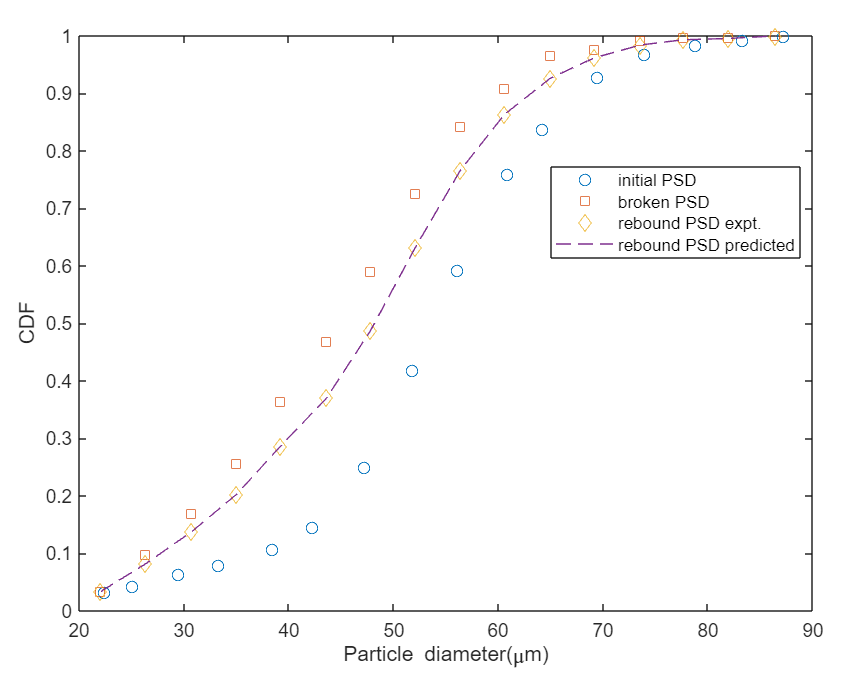 1
0.9
0.8
0.7
0.6
0.5
0.4
0.3
0.2
0.1
0
CDF
initial PSD
broken PSD
rebound PSD expt.
rebound PSD predicted
20 30 40 50 60 70 80 90
Particle diameter(μm)